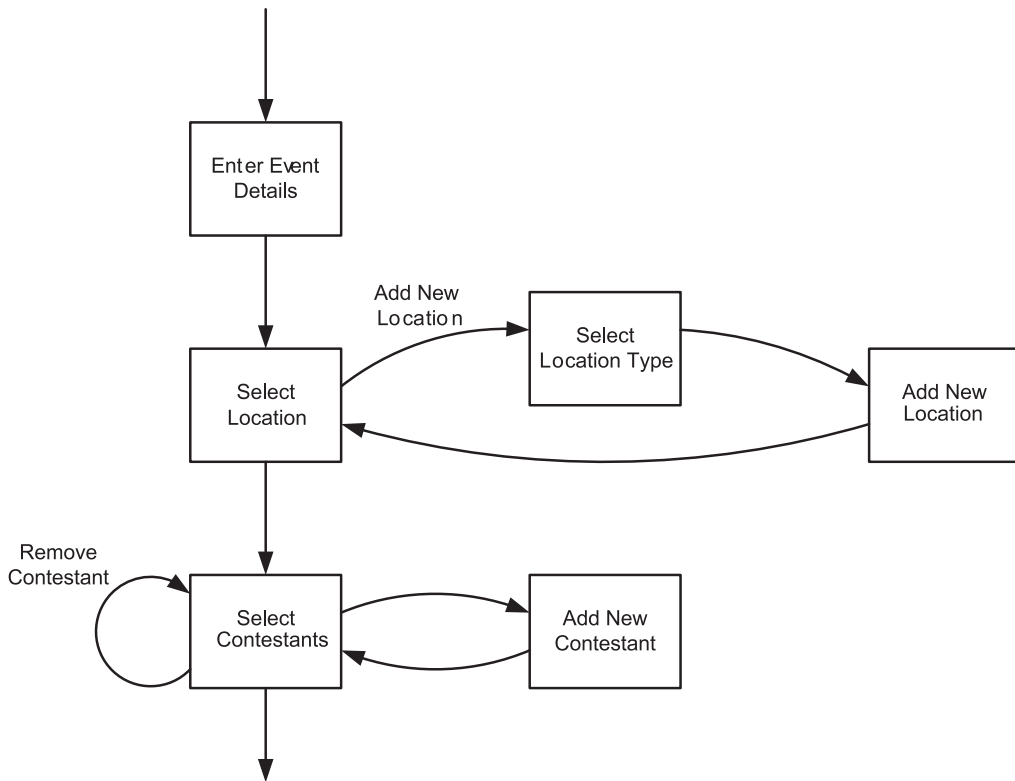 Enter Event
Details
Add New
Location
Select
Location Type
Select
Location
Add New
Location
Remove
Contestant
Select
Contestants
Add New
Contestant